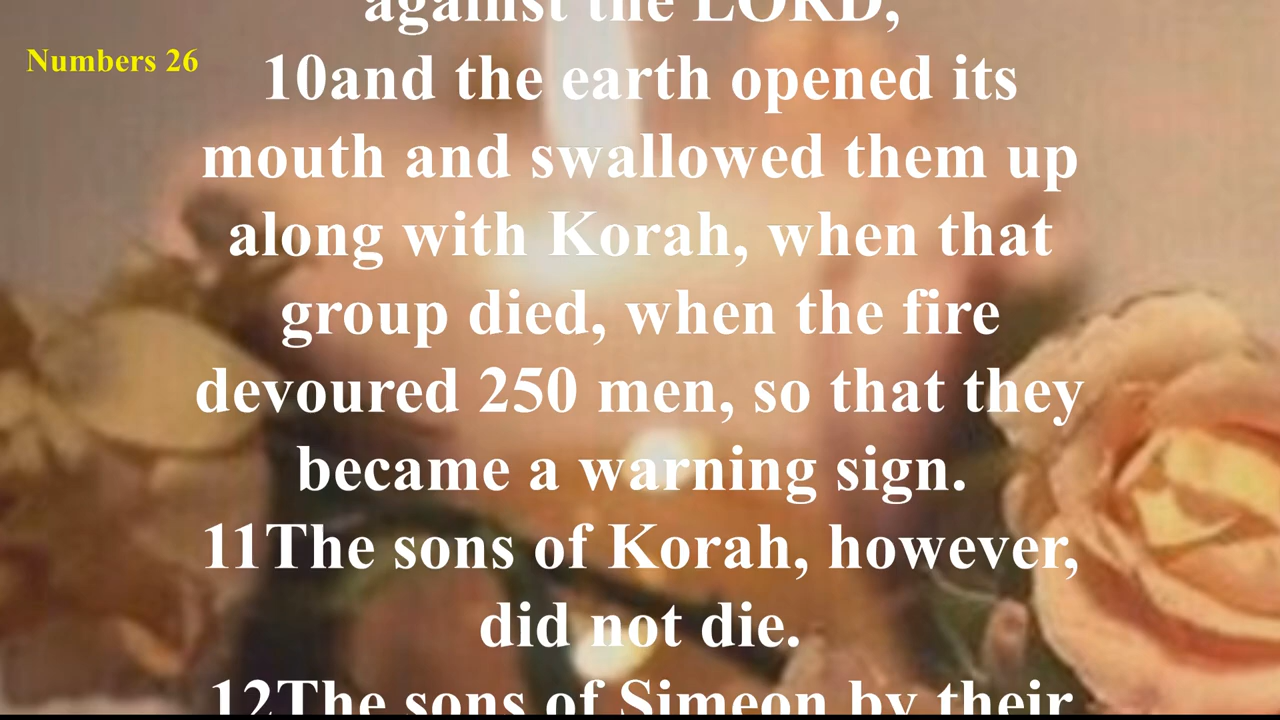 against the LORD,
Numbers 26
10and the earth opened its
mouth and swallowed them up
along with Korah, when that
group died, when the fire
devoured 250 men, so that they
became a warning sign.
11The sons of Korah, however,
did not die.
12The sons of Simeon by their